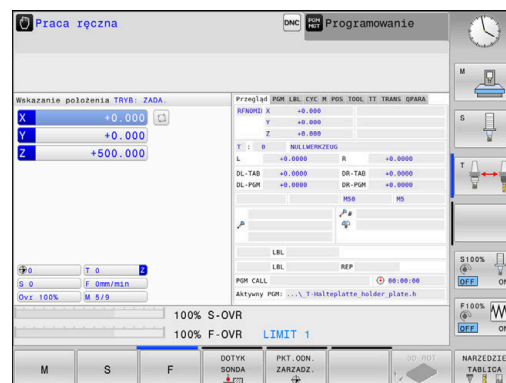 Praca ręczna
DNC
PGM MGT
Programowanie
Wskazanie położenia TRYB: ZADA.
X +0.000
Y +0.000
Z +500.000
0 T 0 Z
S 0 F 0mm/min
Ovr 100% M 5/9
Przegląd PGM LBL CYC M POS TOOL TT TRANS QPARA
RFNOMI X +0.000
Y +0.000
Z +0.000
T : 0 NULLWERKZEUG
L +0.0000 R +0.0000
DL-TAB +0.0000 DR-TAB +0.0000
DL-PGM +0.0000 DR-PGM +0.0000
M50 M5
LBL
LBL REP
PGM CALL 00:00:00
Aktywny PGM: ...\_T-Halteplatte_holder_plate.h
100% S-OVR
100% F-OVR LIMIT 1
M
S
T
S100%
OFF ON
F100%
OFF ON
M
S
F
DOTYK
SONDA
PKT.ODN.
ZARZADZ.
3D ROT
NARZEDZIE
TABLICA